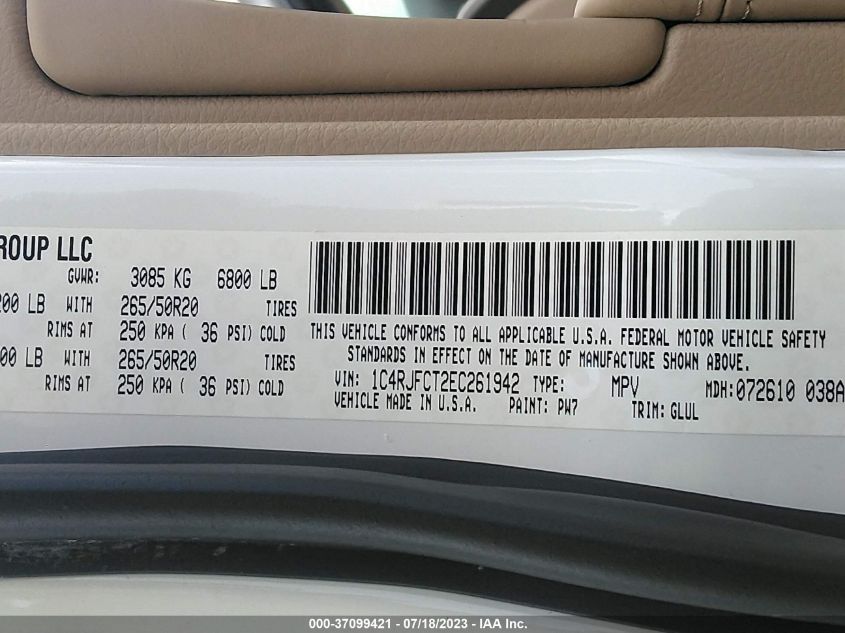 ROUP LLC
GVWR: 3085 KG 6800 LB
200 LB WITH 265/50R20 TIRES
RIMS AT 250 KPA ( 36 PSI) COLD
00 LB WITH 265/50R20 TIRES
RIMS AT 250 KPA ( 36 PSI) COLD
THIS VEHICLE CONFORMS TO ALL APPLICABLE U.S.A. FEDERAL MOTOR VEHICLE SAFETY
STANDARDS IN EFFECT ON THE DATE OF MANUFACTURE SHOWN ABOVE.
VIN: 1C4RJFCT2EC261942 TYPE: MPV MDH:072610 038A
VEHICLE MADE IN U.S.A. PAINT: PW7 TRIM: GLUL
000-37099421 / 07/18/2023 - IAA Inc.